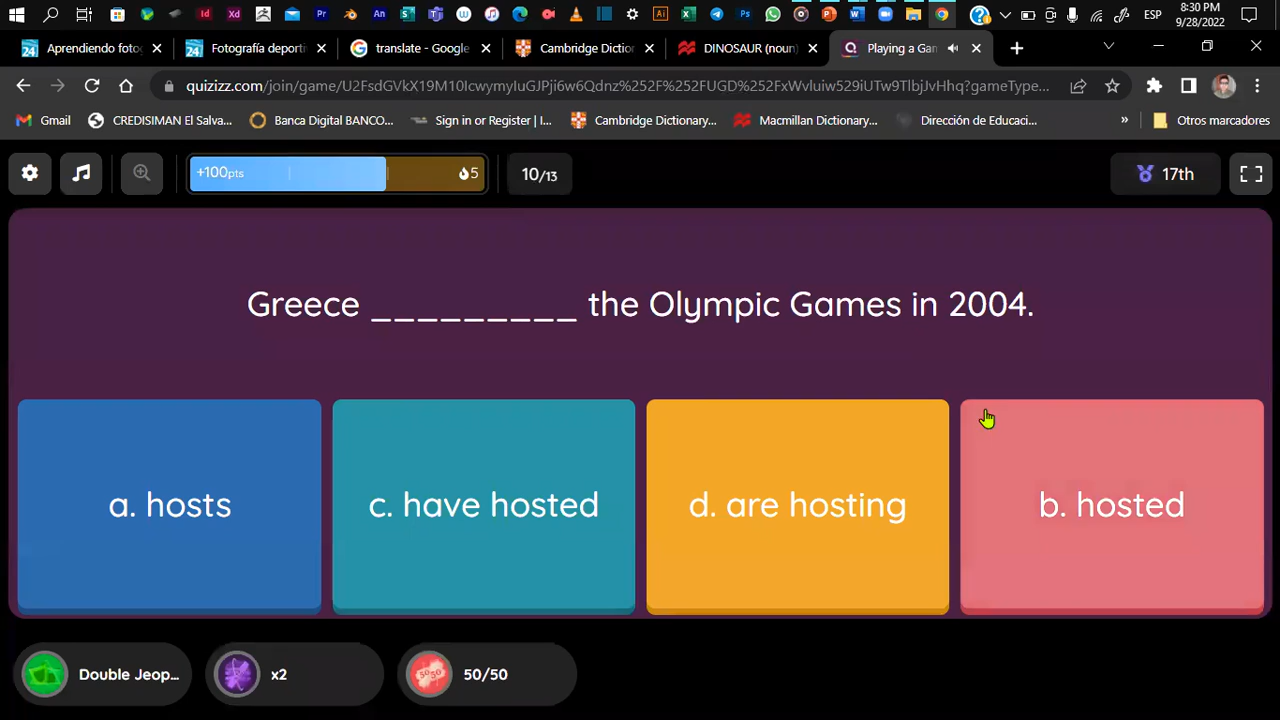 8:30 PM
ESP
9/28/2022
Aprendiendo foto
Fotografía deporti
translate - Google
Cambridge Dictio
DINOSAUR (noun)
Playing a Gam
quizizz.com/join/game/U2FsdGVkX19M10IcwymyIuGJPji6w6Qdnz%252F%252FUGD%252FxWvluiw529iUTw9TlbjJvHhq?gameType...
Gmail
CREDISIMAN El Salva...
Banca Digital BANCO...
Sign in or Register | I...
Cambridge Dictionary...
Macmillan Dictionary...
Dirección de Educaci...
»
Otros marcadores
+100pts
5
10/13
17th
Greece _________ the Olympic Games in 2004.
a. hosts
c. have hosted
d. are hosting
b. hosted
Double Jeop...
x2
50/50